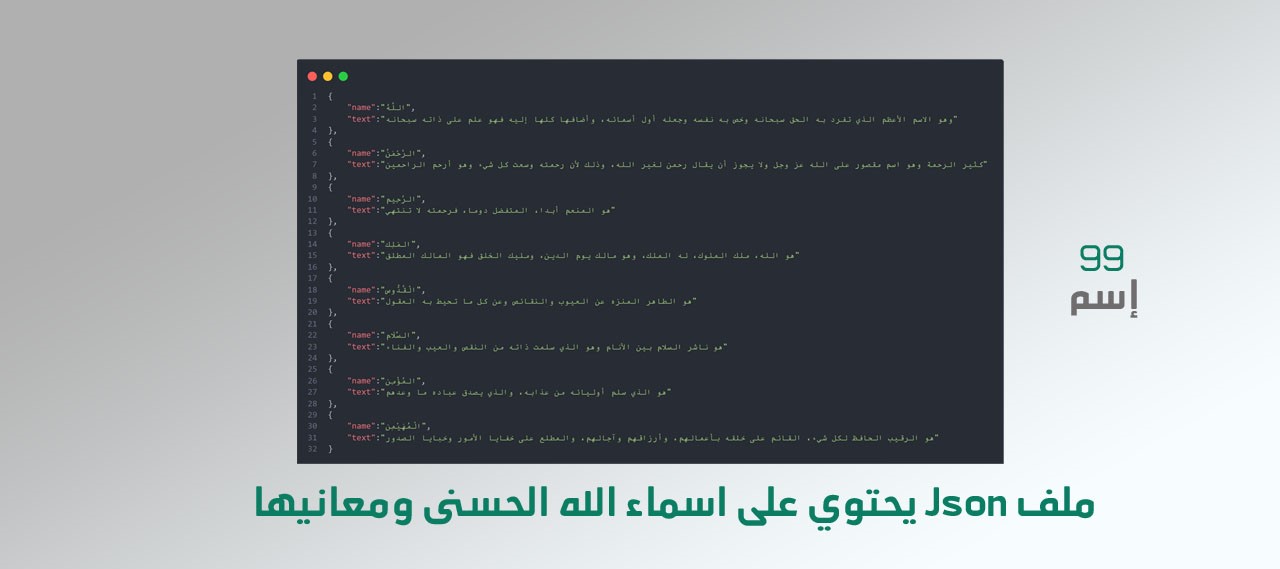 1 {
2 "name":"اللَّهُ",
3 "text":"وهو الاسم الأعظم الذي تفرد به الحق سبحانه وخص به نفسه وجعله أول أسمائه، وأضافها كلها إليه فهو علم على ذاته سبحانه"
4 },
5 {
6 "name":"الرَّحْمَنُ",
7 "text":"كثير الرحمة وهو اسم مقصور على الله عز وجل ولا يجوز أن يقال رحمن لغير الله، وذلك لأن رحمته وسعت كل شيء وهو أرحم الراحمين"
8 },
9 {
10 "name":"الرَّحِيم",
11 "text":"هو المنعم أبدا، المتفضل دوما، فرحمته لا تنتهي"
12 },
13 {
14 "name":"المَلِك",
15 "text":"هو الله، ملك الملوك، له الملك، وهو مالك يوم الدين، ومليك الخلق فهو المالك المطلق"
16 },
17 {
18 "name":"الْقُدُّوس",
19 "text":"هو الطاهر المنزه عن العيوب والنقائص وعن كل ما تحيط به العقول"
20 },
21 {
22 "name":"السَّلَام",
23 "text":"هو ناشر السلام بين الأنام وهو الذي سلمت ذاته من النقص والعيب والفناء"
24 },
25 {
26 "name":"المُؤْمِن",
27 "text":"هو الذي سلم أوليائه من عذابه، والذي يصدق عباده ما وعدهم"
28 },
29 {
30 "name":"الْمُهَيْمِن",
31 "text":"هو الرقيب الحافظ لكل شيء، القائم على خلقه بأعمالهم، وأرزاقهم وآجالهم، والمطلع على خفايا الأمور وخبايا الصدور"
32 }
99
إسم
ملف Json يحتوي على اسماء الله الحسنى ومعانيها